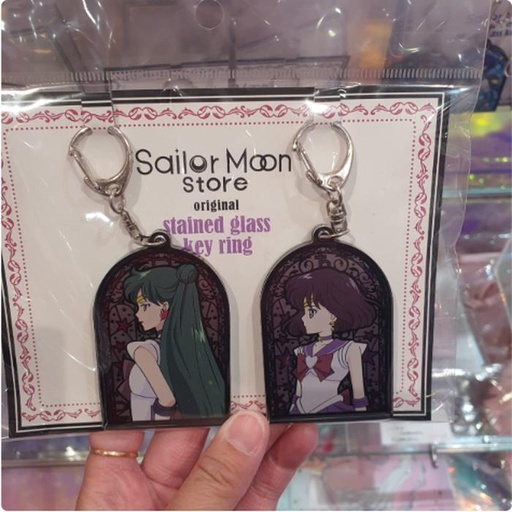 Sailor Moon
store
original
stained glass
key ring